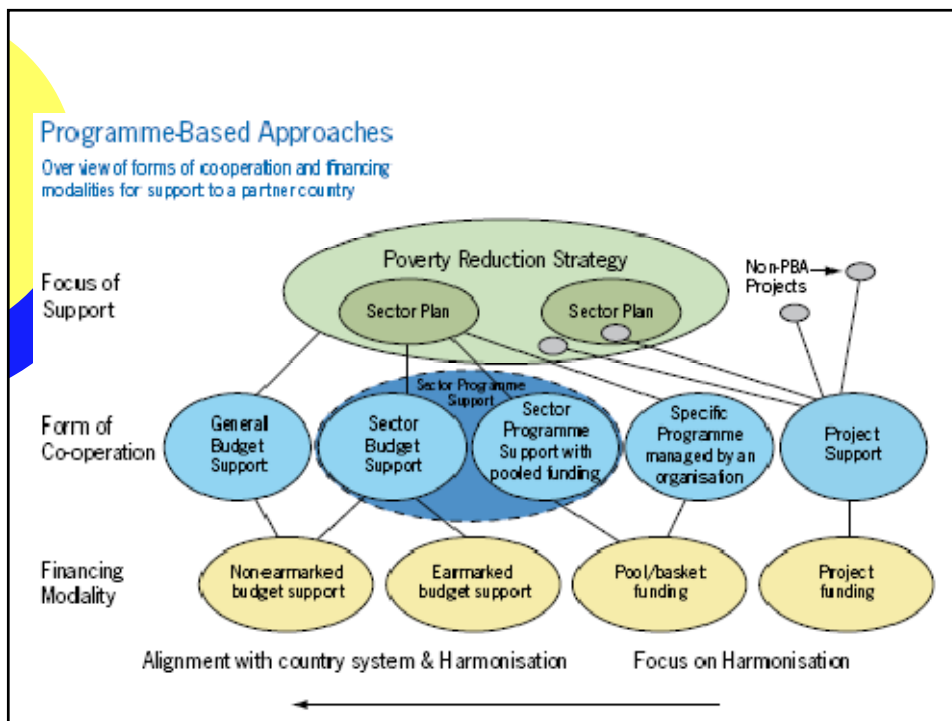 Programme-Based Approaches
Over view of forms of co-operation and financing
modalities for support to a partner country
Focus of
Support
Poverty Reduction Strategy
Sector Plan
Sector Plan
Non-PBA
Projects
Form of
Co-operation
Sector Programme
Support
General
Budget
Support
Sector
Budget
Support
Sector
Programme
Support with
pooled funding
Specific
Programme
managed by an
organisation
Project
Support
Financing
Modlality
Non-earmarked
budget support
Earmarked
budget support
Pool/basket
funding
Project
funding
Alignment with country system & Harmonisation
Focus on Harmonisation